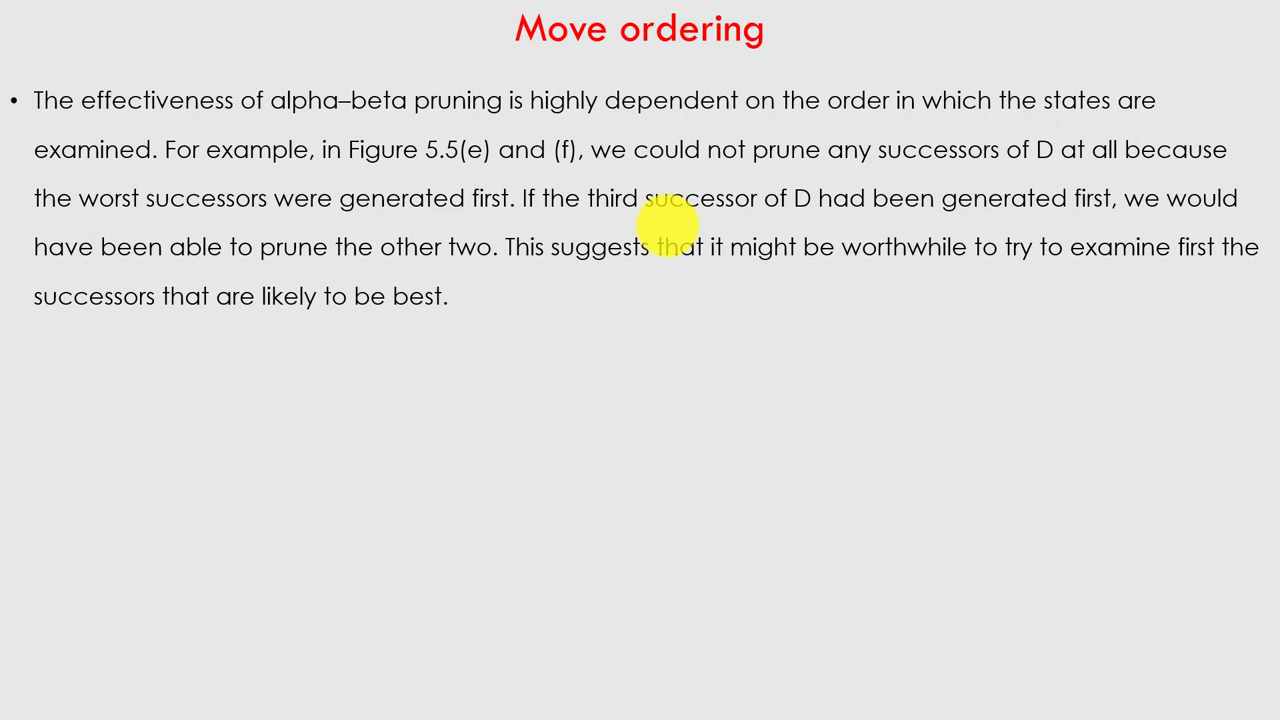 Move ordering
• The effectiveness of alpha–beta pruning is highly dependent on the order in which the states are
examined. For example, in Figure 5.5(e) and (f), we could not prune any successors of D at all because
the worst successors were generated first. If the third successor of D had been generated first, we would
have been able to prune the other two. This suggests that it might be worthwhile to try to examine first the
successors that are likely to be best.